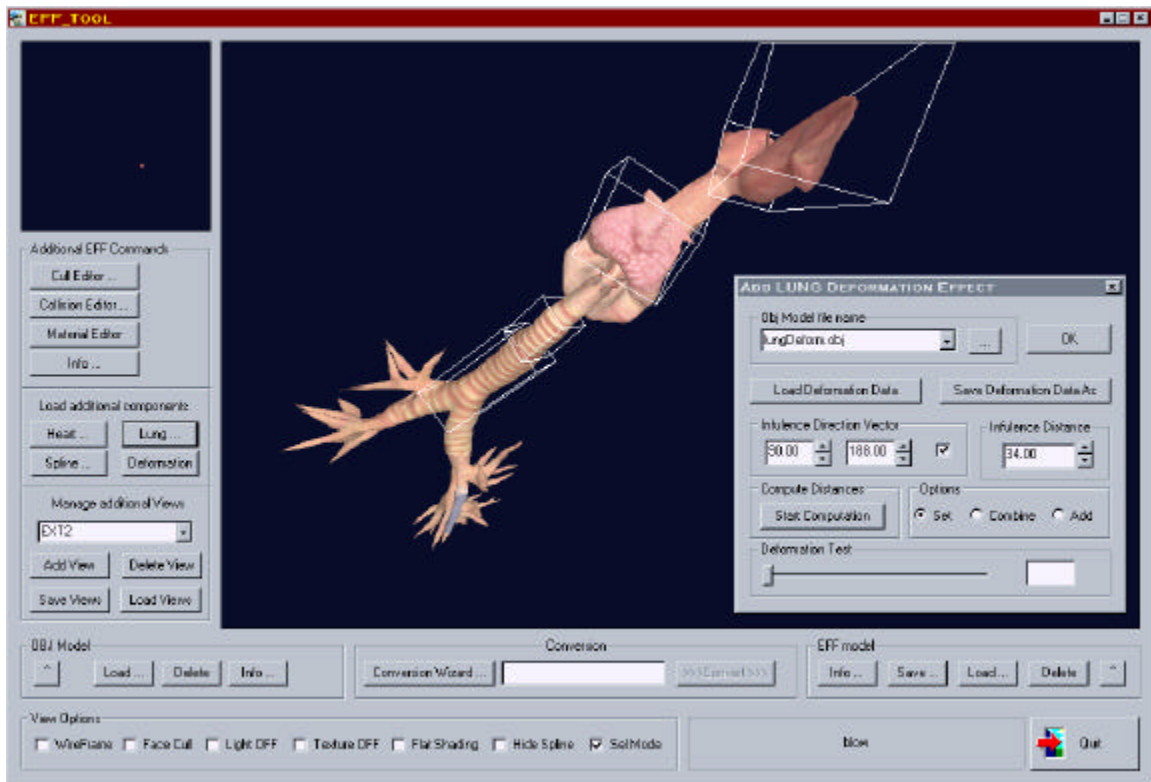 EFF_TOOL
Additional EFF Commands
Cull Editor ...
Collision Editor...
Material Editor
Info ...
Load additional components
Heart ...
Lung ...
Spline ...
Deformation
Manage additional Views
EXT2
Add View
Delete View
Save Views
Load Views
ADD LUNG DEFORMATION EFFECT
Obj Model file name
lungDeform.obj
...
OK
Load Deformation Data
Save Deformation Data As
Infulence Direction Vector
90.00
188.00
Infulence Distance
34.00
Compute Distances
Start Computation
Options
Set
Combine
Add
Deformation Test
OBJ Model
^
Load ...
Delete
Info ...
Conversion
Conversion Wizard ...
>>>Convert>>>
EFF model
Info ...
Save ...
Load...
Delete
^
View Options
WireFrame
Face Cull
Light OFF
Texture OFF
Flat Shading
Hide Spline
Sel Mode
Quit